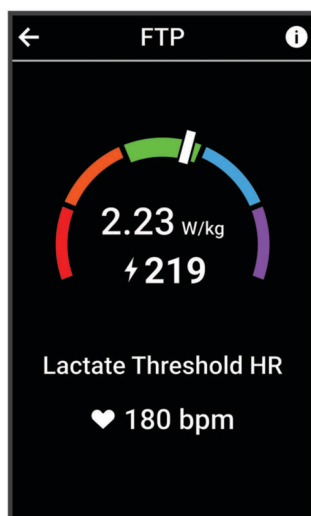 FTP
2.23 W/kg
219
Lactate Threshold HR
180 bpm